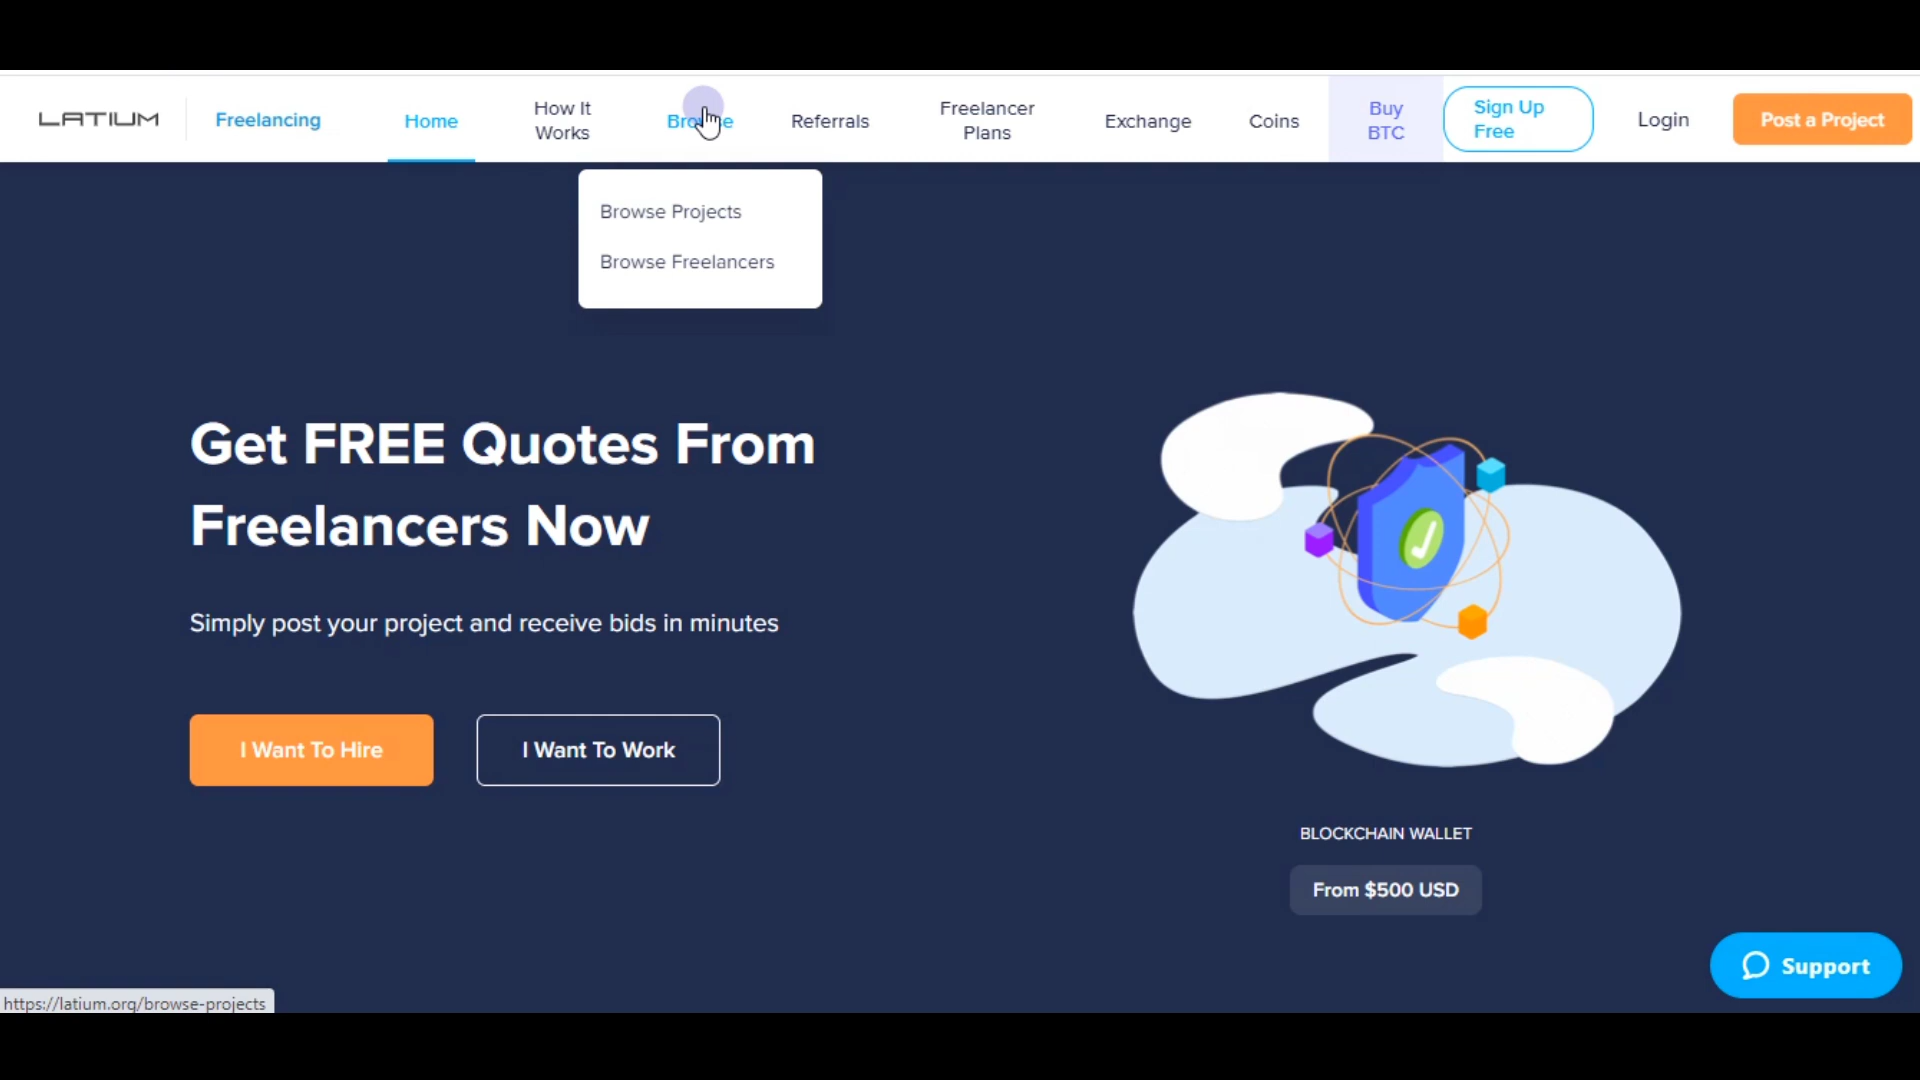 LATIUM
Freelancing
Home
How It
Works
Browse
Referrals
Freelancer
Plans
Exchange
Coins
Buy
BTC
Sign Up
Free
Login
Post a Project
Browse Projects
Browse Freelancers
Get FREE Quotes From
Freelancers Now
Simply post your project and receive bids in minutes
I Want To Hire
I Want To Work
BLOCKCHAIN WALLET
From $500 USD
Support
https://latium.org/browse-projects